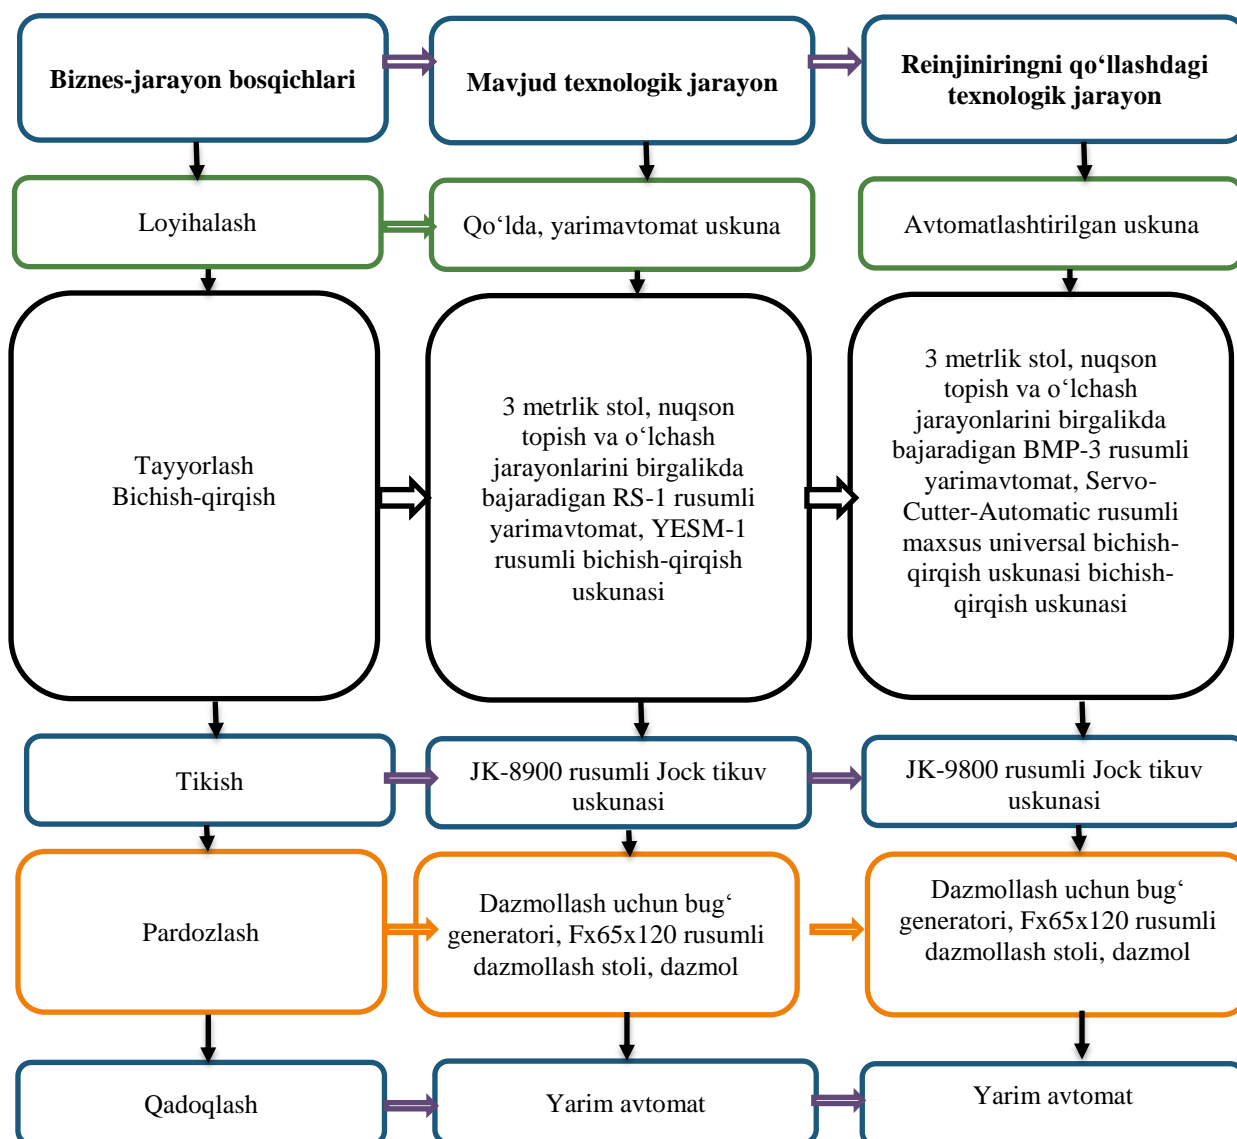 Biznes-jarayon bosqichlari
Mavjud texnologik jarayon
Reinjiniringni qo‘llashdagi
texnologik jarayon
Loyihalash
Qo‘lda, yarimavtomat uskuna
Avtomatlashtirilgan uskuna
Tayyorlash
Bichish-qirqish
3 metrlik stol, nuqson
topish va o‘lchash
jarayonlarini birgalikda
bajaradigan RS-1 rusumli
yarimavtomat, YESM-1
rusumli bichish-qirqish
uskunasi
3 metrlik stol, nuqson
topish va o‘lchash
jarayonlarini birgalikda
bajaradigan BMP-3 rusumli
yarimavtomat, Servo-
Cutter-Automatic rusumli
maxsus universal bichish-
qirqish uskunasi bichish-
qirqish uskunasi
Tikish
JK-8900 rusumli Jock tikuv
uskunasi
JK-9800 rusumli Jock tikuv
uskunasi
Pardozlash
Dazmollash uchun bug‘
generatori, Fx65x120 rusumli
dazmollash stoli, dazmol
Dazmollash uchun bug‘
generatori, Fx65x120 rusumli
dazmollash stoli, dazmol
Qadoqlash
Yarim avtomat
Yarim avtomat